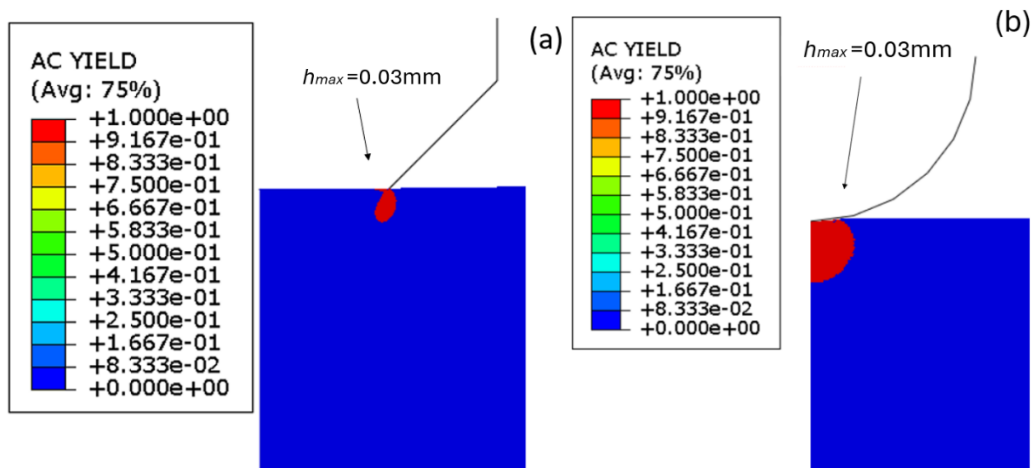 AC YIELD
(Avg: 75%)
+1.000e+00
+9.167e-01
+8.333e-01
+7.500e-01
+6.667e-01
+5.833e-01
+5.000e-01
+4.167e-01
+3.333e-01
+2.500e-01
+1.667e-01
+8.333e-02
+0.000e+00
hmax=0.03mm
(a)
AC YIELD
(Avg: 75%)
+1.000e+00
+9.167e-01
+8.333e-01
+7.500e-01
+6.667e-01
+5.833e-01
+5.000e-01
+4.167e-01
+3.333e-01
+2.500e-01
+1.667e-01
+8.333e-02
+0.000e+00
hmax=0.03mm
(b)